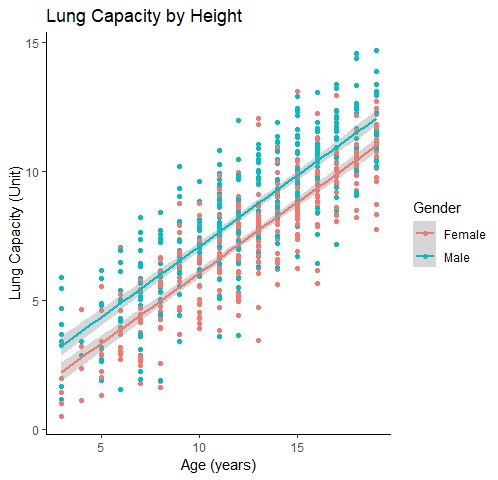 Lung Capacity by Height
15
10
5
0
Lung Capacity (Unit)
5
10
15
Age (years)
Gender
Female
Male